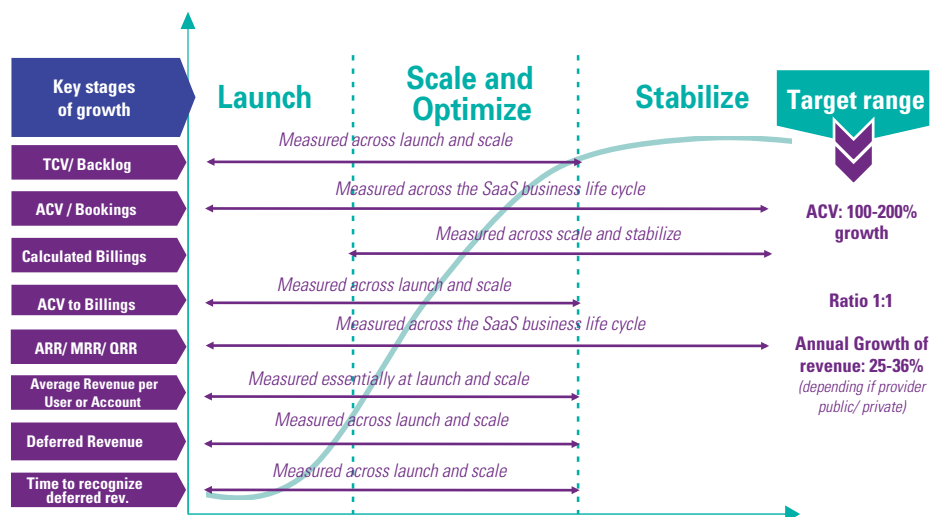 Key stages
of growth
Launch
Scale and
Optimize
Stabilize
Target range
TCV/ Backlog
Measured across launch and scale
ACV / Bookings
Measured across the SaaS business life cycle
ACV: 100-200%
growth
Calculated Billings
Measured across scale and stabilize
ACV to Billings
Measured across launch and scale
Ratio 1:1
ARR/ MRR/ QRR
Measured across the SaaS business life cycle
Annual Growth of
revenue: 25-36%
(depending if provider
public/ private)
Average Revenue per
User or Account
Measured essentially at launch and scale
Deferred Revenue
Measured across launch and scale
Time to recognize
deferred rev.
Measured across launch and scale